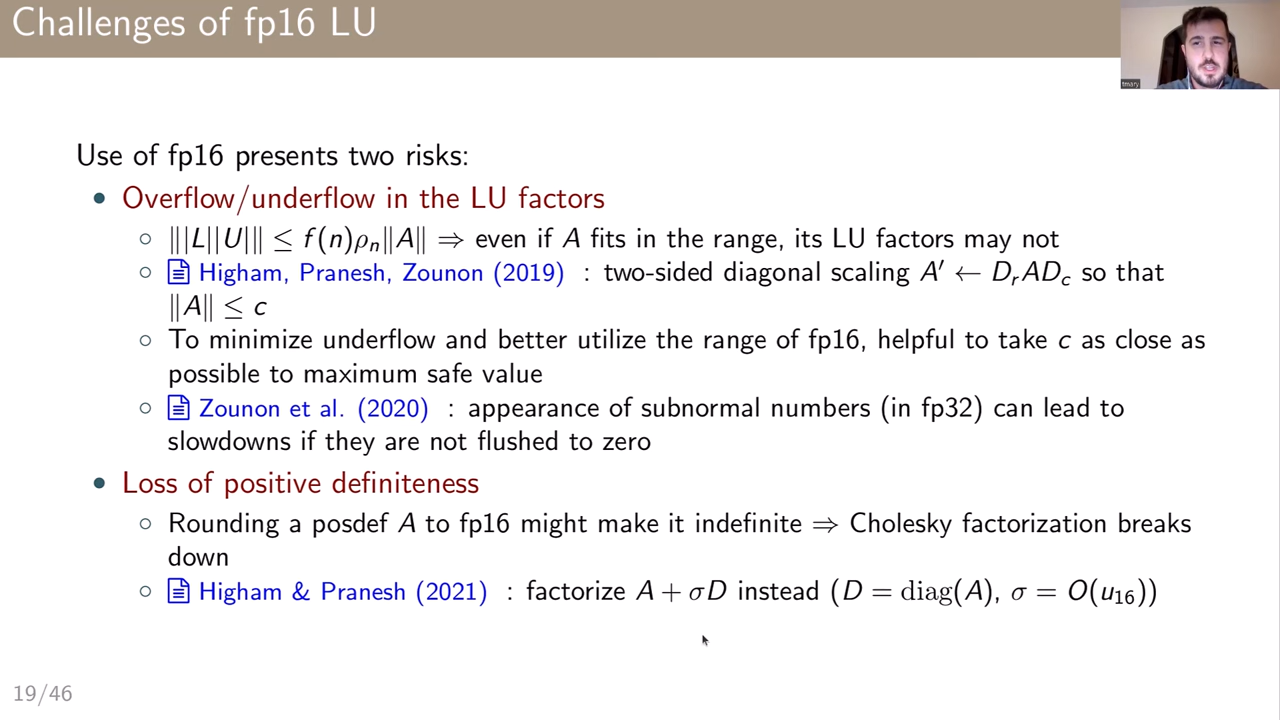 Challenges of fp16 LU
tmary
Use of fp16 presents two risks:
• Overflow/underflow in the LU factors
○ ‖|L||U|‖ ≤ f(n)ρₙ‖A‖ ⇒ even if A fits in the range, its LU factors may not
○ Higham, Pranesh, Zounon (2019) : two-sided diagonal scaling A′ ← DᵣADc so that
‖A‖ ≤ c
○ To minimize underflow and better utilize the range of fp16, helpful to take c as close as
possible to maximum safe value
○ Zounon et al. (2020) : appearance of subnormal numbers (in fp32) can lead to
slowdowns if they are not flushed to zero
• Loss of positive definiteness
○ Rounding a posdef A to fp16 might make it indefinite ⇒ Cholesky factorization breaks
down
○ Higham & Pranesh (2021) : factorize A + σD instead (D = diag(A), σ = O(u₁₆))
19/46